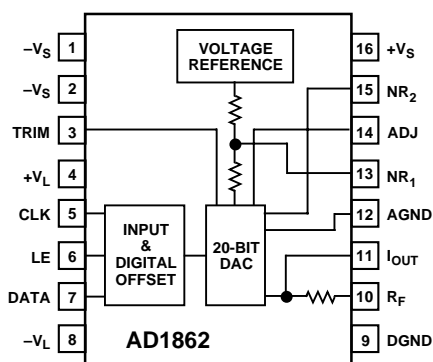 –VS 1
–VS 2
TRIM 3
+VL 4
CLK 5
LE 6
DATA 7
–VL 8
VOLTAGE
REFERENCE
INPUT
&
DIGITAL
OFFSET
20-BIT
DAC
AD1862
16 +VS
15 NR2
14 ADJ
13 NR1
12 AGND
11 IOUT
10 RF
9 DGND